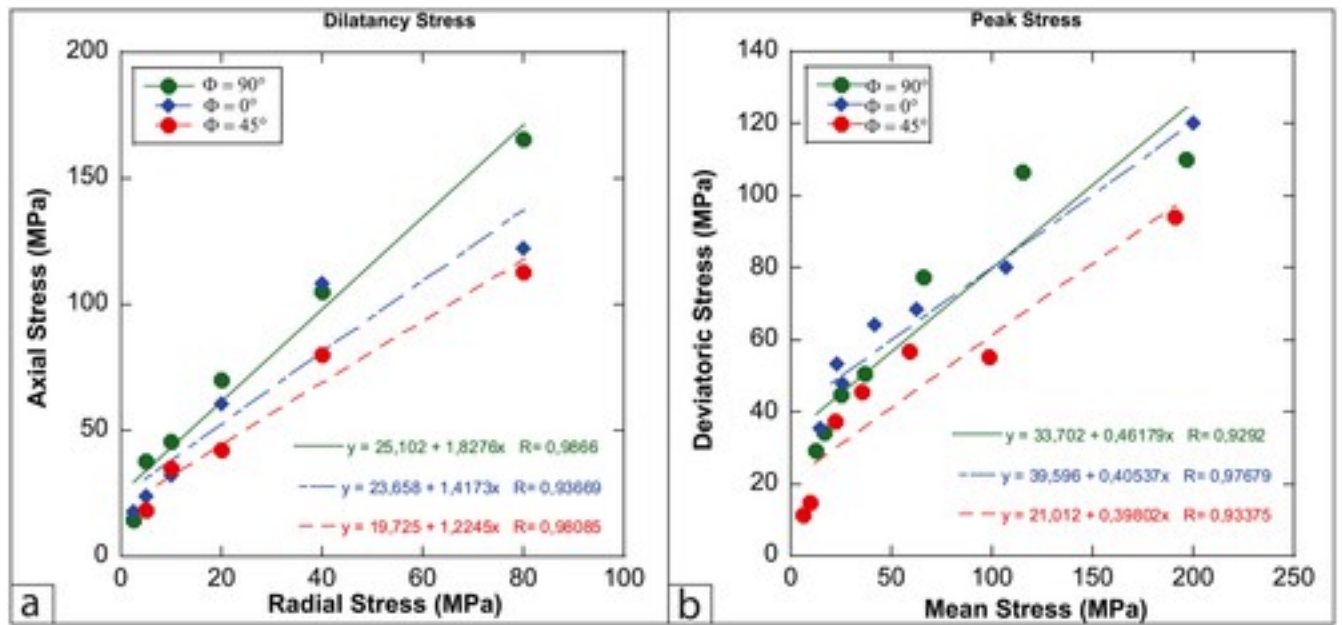 Dilatancy Stress
200
150
100
50
0
Axial Stress (MPa)
Φ = 90°
Φ = 0°
Φ = 45°
y = 25,102 + 1,8276x R= 0,9866
y = 23,658 + 1,4173x R= 0,93669
y = 19,725 + 1,2245x R= 0,98085
0 20 40 60 80 100
Radial Stress (MPa)
a
Peak Stress
140
120
100
80
60
40
20
0
Deviatoric Stress (MPa)
Φ = 90°
Φ = 0°
Φ = 45°
y = 33,702 + 0,46179x R= 0,9292
y = 39,596 + 0,40537x R= 0,97679
y = 21,012 + 0,39802x R= 0,93375
0 50 100 150 200 250
Mean Stress (MPa)
b